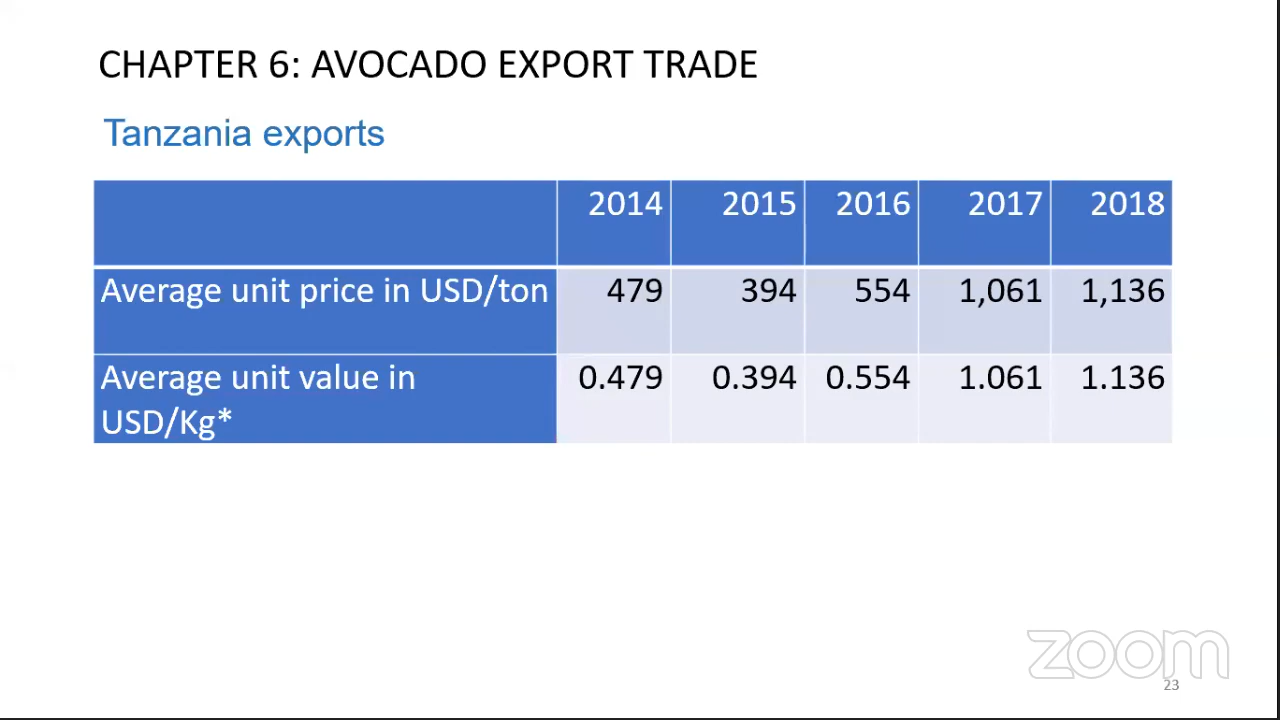 CHAPTER 6: AVOCADO EXPORT TRADE
Tanzania exports
2014 2015 2016 2017 2018
Average unit price in USD/ton 479 394 554 1,061 1,136
Average unit value in 0.479 0.394 0.554 1.061 1.136
USD/Kg*
zoom
23